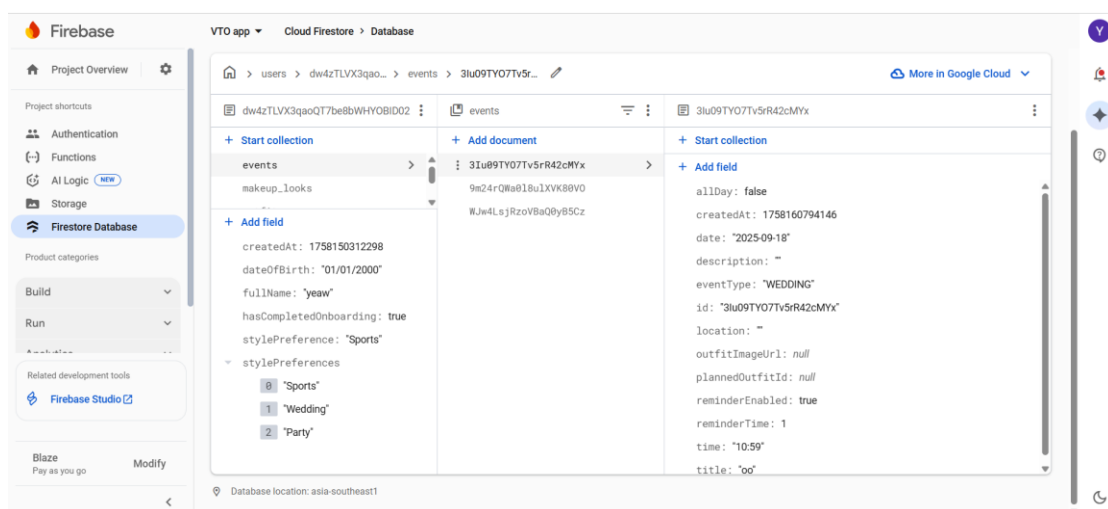 Firebase
VTO app Cloud Firestore > Database
Y
Project Overview
Project shortcuts
Authentication
Functions
AI Logic NEW
Storage
Firestore Database
Product categories
Build
Run
Analytics
Related development tools
Firebase Studio
Blaze
Pay as you go
Modify
> users > dw4zTLVX3qao... > events > 3Iu09TYO7Tv5r...
More in Google Cloud
dw4zTLVX3qaoQT7be8bWHYOBID02
+ Start collection
events
makeup_looks
+ Add field
createdAt: 1758150312298
dateOfBirth: "01/01/2000"
fullName: "yeaw"
hasCompletedOnboarding: true
stylePreference: "Sports"
stylePreferences
0 "Sports"
1 "Wedding"
2 "Party"
events
+ Add document
3Iu09TYO7Tv5rR42cMYx
9m24rQWa0l8ulXVK80VO
WJw4LsjRzoVBaQ0yB5Cz
3Iu09TYO7Tv5rR42cMYx
+ Start collection
+ Add field
allDay: false
createdAt: 1758160794146
date: "2025-09-18"
description: ""
eventType: "WEDDING"
id: "3Iu09TYO7Tv5rR42cMYx"
location: ""
outfitImageUrl: null
plannedOutfitId: null
reminderEnabled: true
reminderTime: 1
time: "10:59"
title: "oo"
Database location: asia-southeast1